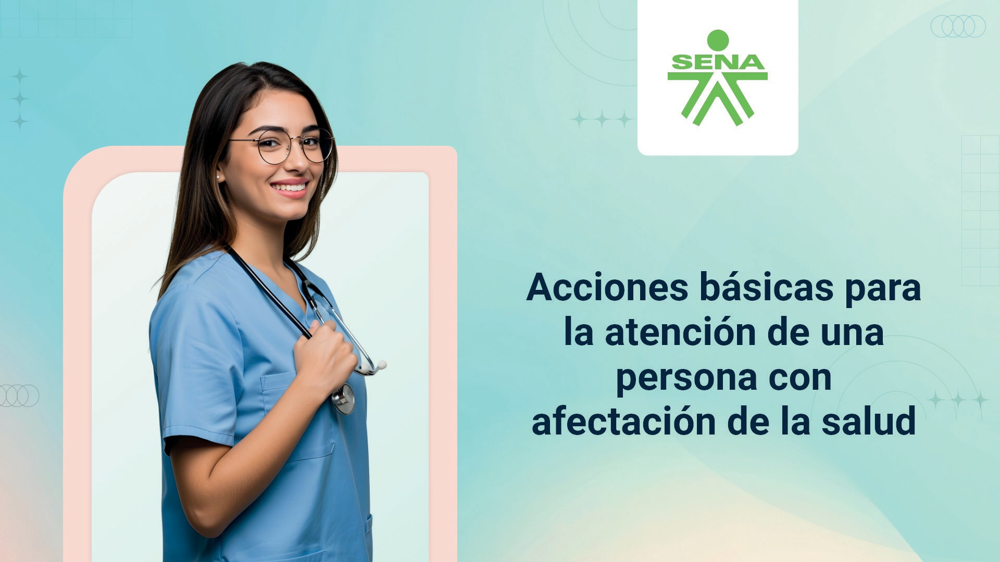 SENA
Acciones básicas para
la atención de una
persona con
afectación de la salud